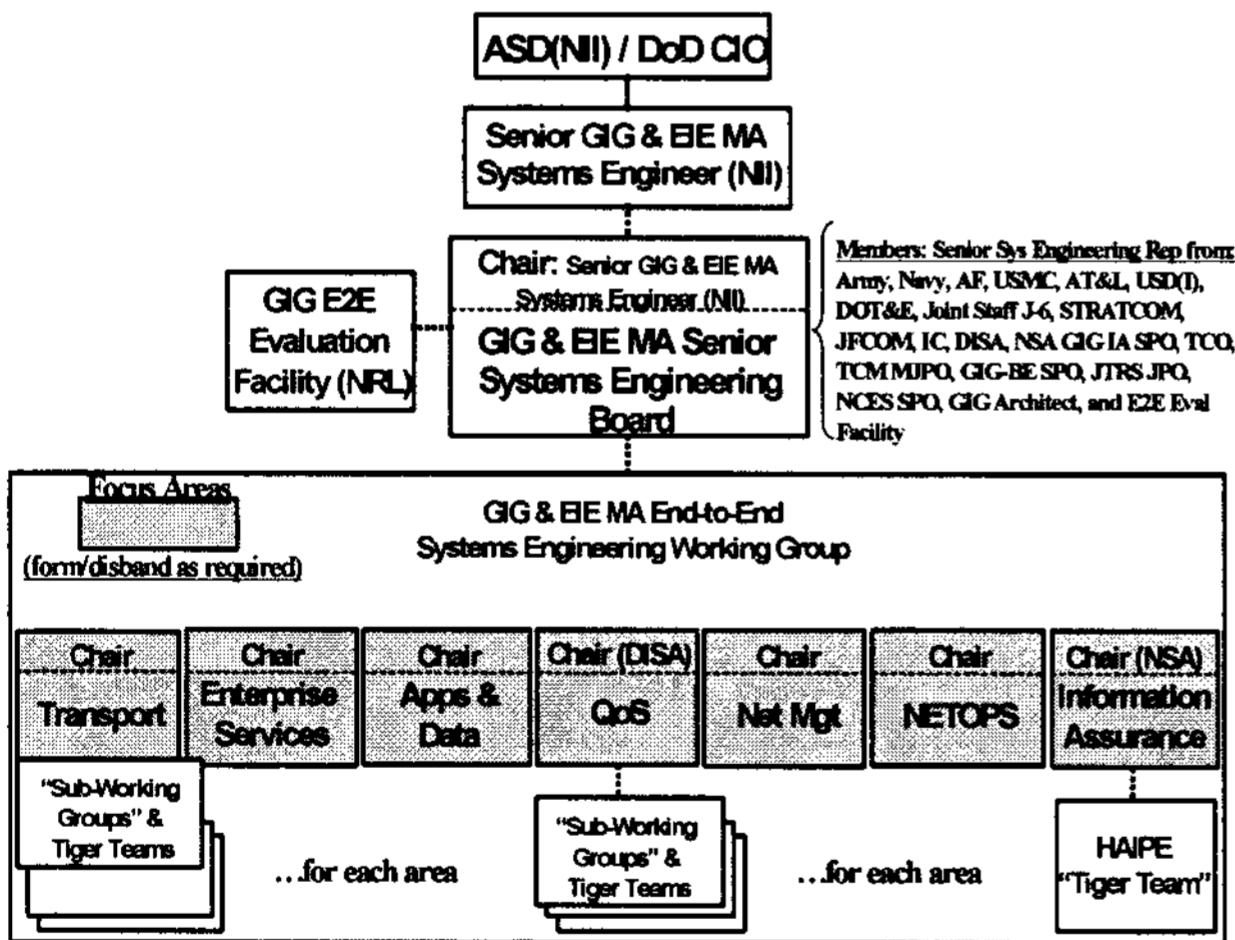 ASD(NII) / DoD CIO
Senior GIG & EIE MA
Systems Engineer (NII)
Chair: Senior GIG & EIE MA
Systems Engineer (NII)
GIG & EIE MA Senior
Systems Engineering
Board
GIG E2E
Evaluation
Facility (NRL)
Members: Senior Sys Engineering Rep from:
Army, Navy, AF, USMC, AT&L, USD(I),
DOT&E, Joint Staff J-6, STRATCOM,
JFCOM, IC, DISA, NSA GIG IA SPO, TCO,
TCM MJPO, GIG-BE SPO, JTRS JPO,
NCES SPO, GIG Architect, and E2E Eval
Facility
Focus Areas
(form/disband as required)
GIG & EIE MA End-to-End
Systems Engineering Working Group
Chair
Transport
Chair
Enterprise
Services
Chair
Apps &
Data
Chair (DISA)
QoS
Chair
Net Mgt
Chair
NETOPS
Chair (NSA)
Information
Assurance
"Sub-Working
Groups" &
Tiger Teams
...for each area
"Sub-Working
Groups" &
Tiger Teams
...for each area
HAIPE
"Tiger Team"